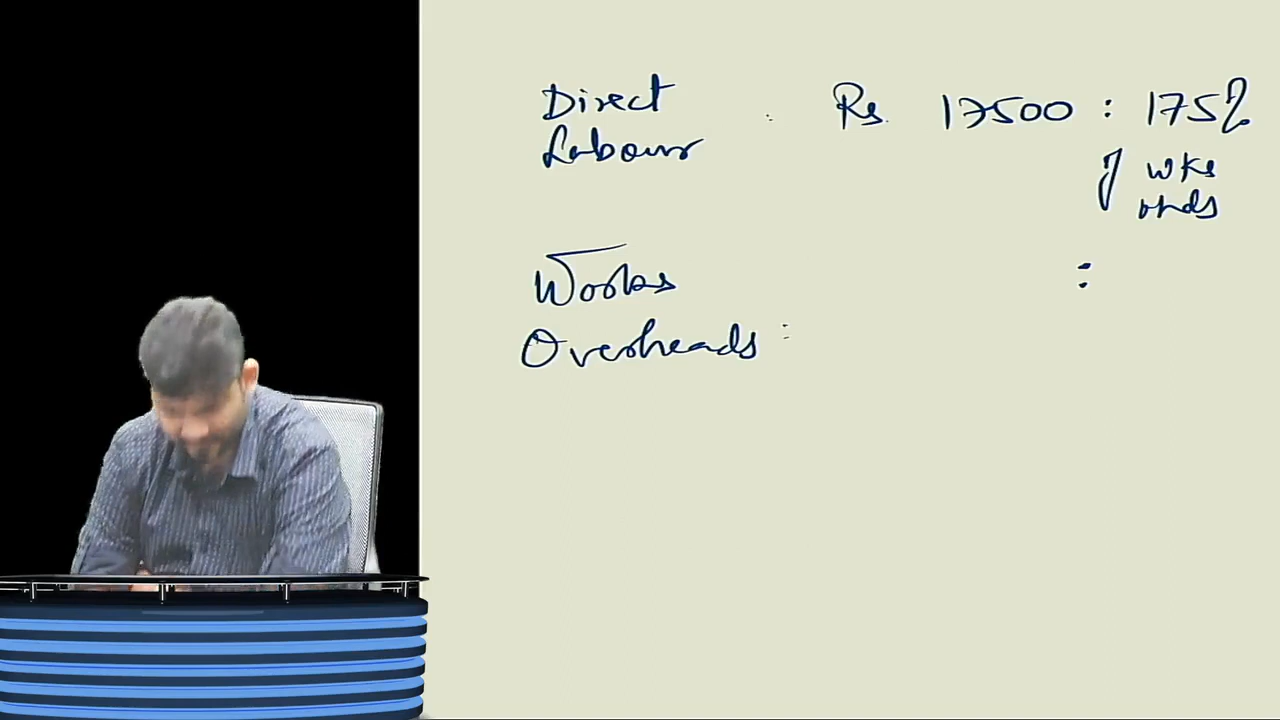 Direct
Labour : Rs. 17500 : 175%
of wks
ohds
Works :
Overheads :